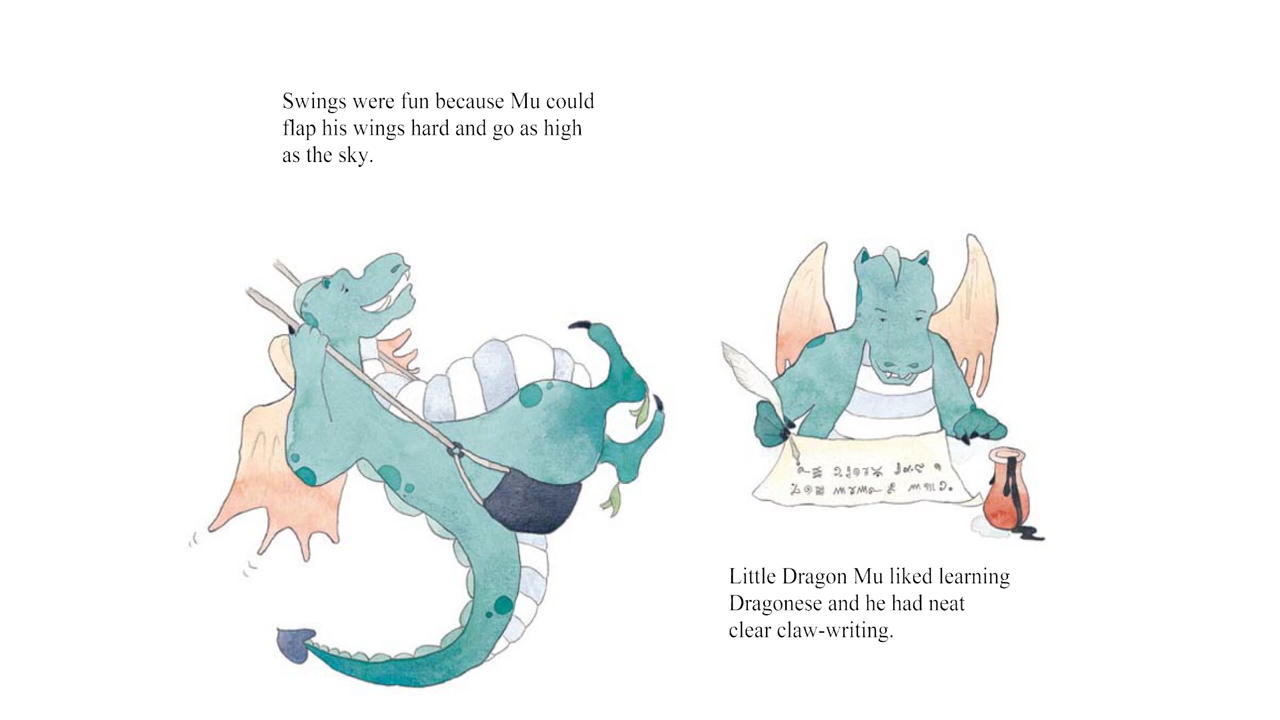 Swings were fun because Mu could
flap his wings hard and go as high
as the sky.
Little Dragon Mu liked learning
Dragonese and he had neat
clear claw-writing.